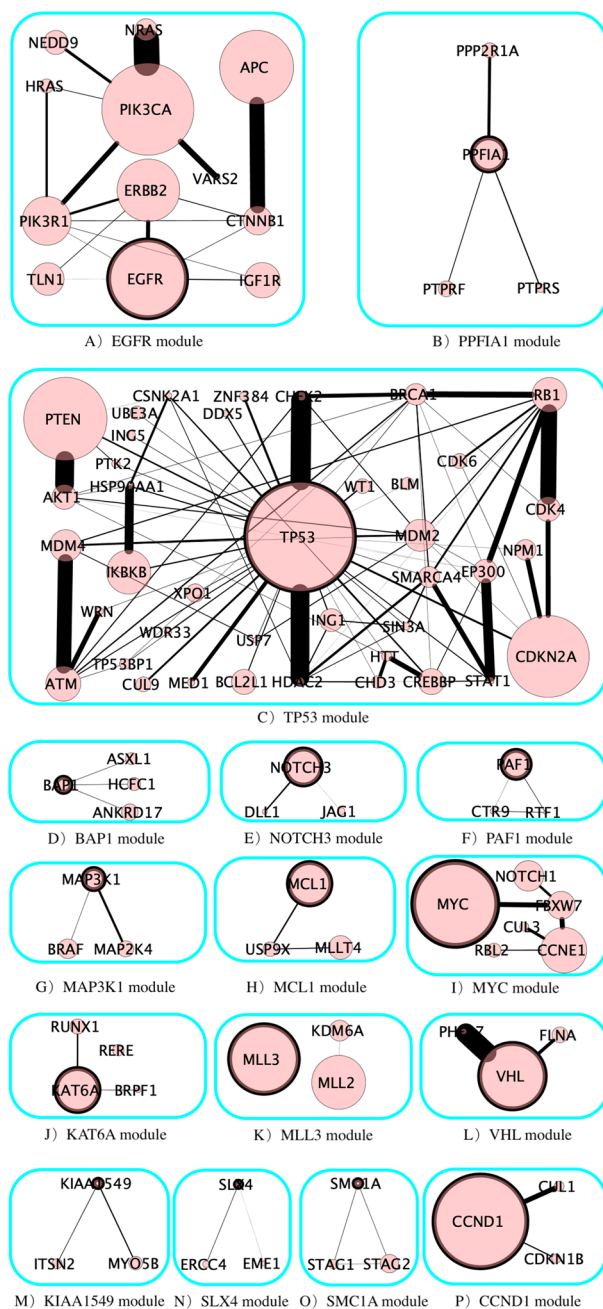 NRAS
NEDD9
APC
HRAS
PIK3CA
VARS2
ERBB2
PIK3R1
CTNNB1
TLN1
EGFR
IGF1R
A) EGFR module
PPP2R1A
PPFIA1
PTPRF
PTPRS
B) PPFIA1 module
CSNK2A1
ZNF384
CHEK2
BRCA1
RB1
PTEN
UBE3A
DDX5
ING5
PTK2
CDK6
HSP90AA1
WT1
BLM
AKT1
CDK4
TP53
MDM2
MDM4
NPM1
IKBKB
SMARCA4
EP300
XPO1
WRN
ING1
SIN3A
WDR33
USP7
TP53BP1
HTT
CDKN2A
ATM
CUL9
MED1
BCL2L1
HDAC2
CHD3
CREBBP
STAT1
C) TP53 module
ASXL1
BAP1
HCFC1
ANKRD17
D) BAP1 module
NOTCH3
DLL1
JAG1
E) NOTCH3 module
PAF1
CTR9
RTF1
F) PAF1 module
MAP3K1
BRAF
MAP2K4
G) MAP3K1 module
MCL1
USP9X
MLLT4
H) MCL1 module
NOTCH1
MYC
FBXW7
CUL3
RBL2
CCNE1
I) MYC module
RUNX1
RERE
KAT6A
BRPF1
J) KAT6A module
KDM6A
MLL3
MLL2
K) MLL3 module
FLNA
VHL
L) VHL module
KIAA1549
ITSN2
MYO5B
M) KIAA1549 module
SLX4
ERCC4
EME1
N) SLX4 module
SMC1A
STAG1
STAG2
O) SMC1A module
CUL1
CCND1
CDKN1B
P) CCND1 module